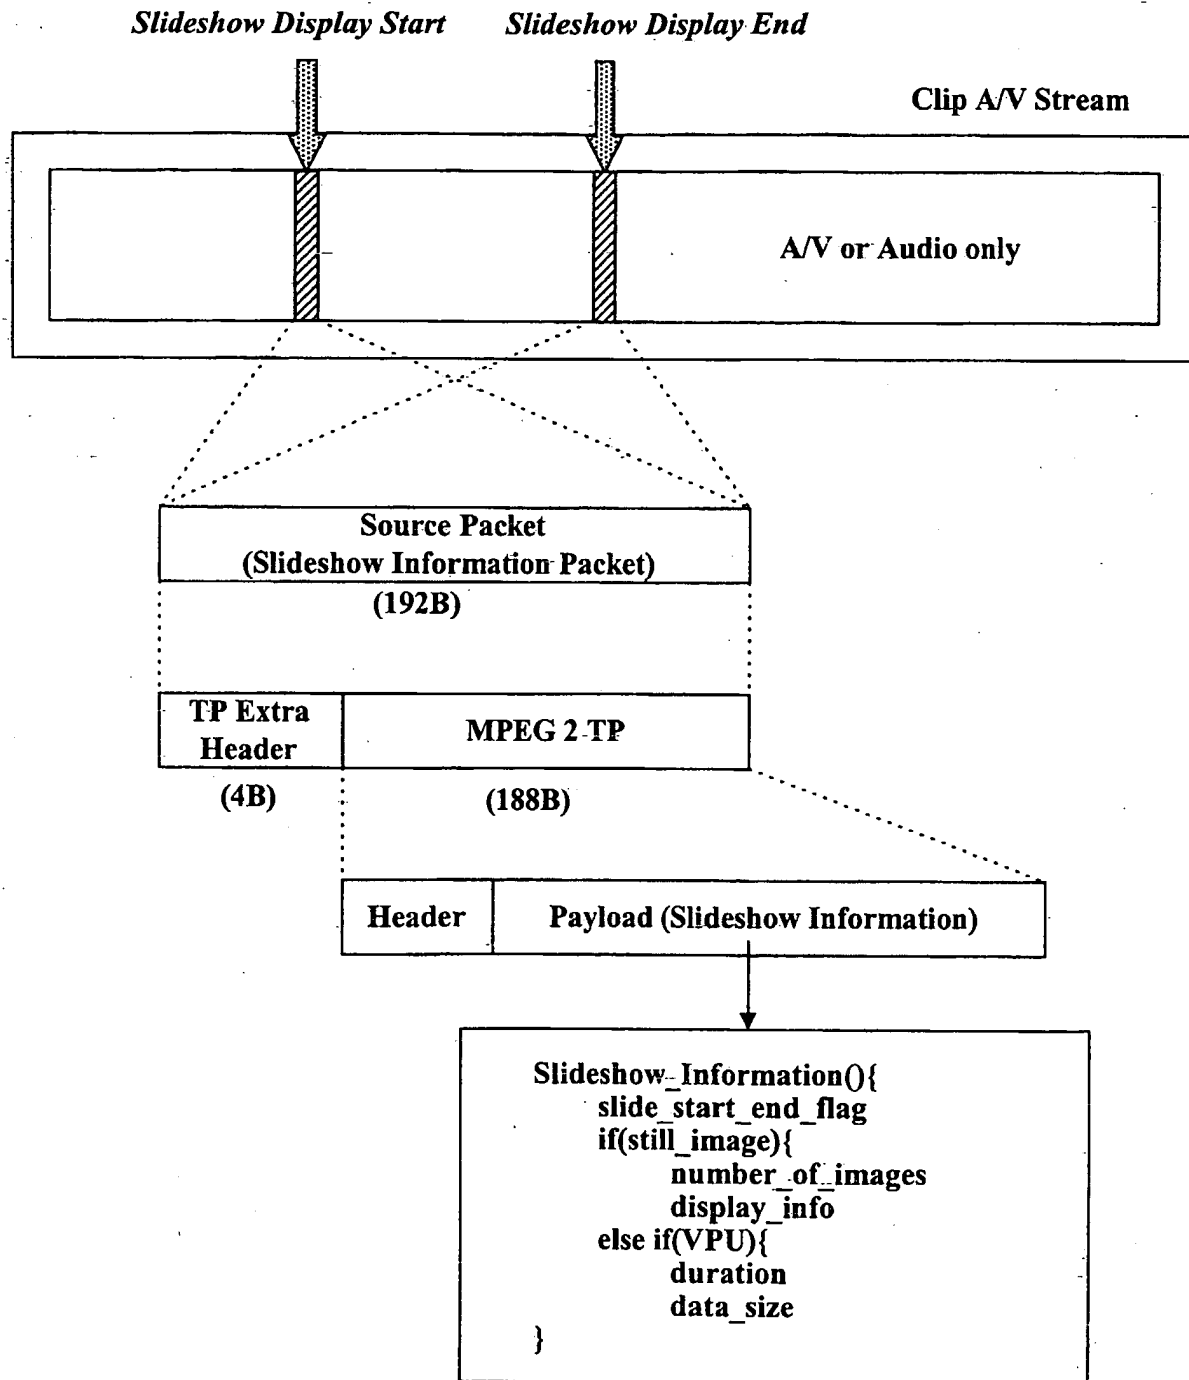 Slideshow Display Start
Slideshow Display End
Clip A/V Stream
A/V or Audio only
Source Packet
(Slideshow Information Packet)
(192B)
TP Extra
Header
MPEG 2 TP
(4B)
(188B)
Header
Payload (Slideshow Information)
Slideshow_Information(){
slide_start_end_flag
if(still_image){
number_of_images
display_info
else if(VPU){
duration
data_size
}